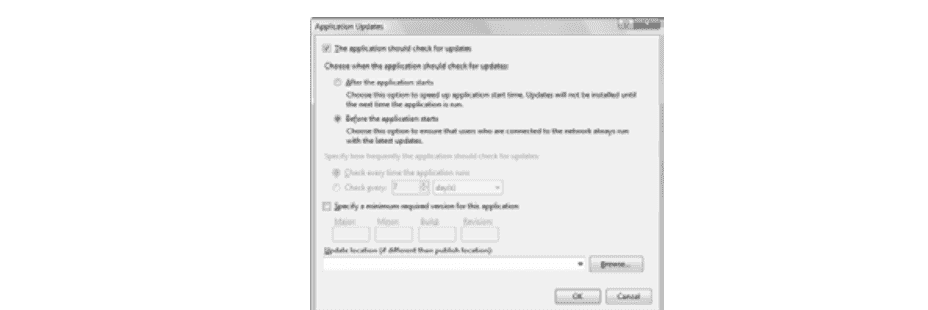 Application Updates
The application should check for updates
Choose when the application should check for updates:
After the application starts
Choose this option to speed up application start time. Updates will not be installed until
the next time the application is run.
Before the application starts
Choose this option to ensure that users who are connected to the network always run
with the latest updates.
Specify how frequently the application should check for updates:
Check every time the application runs
Check every: 7 day(s)
Specify a minimum required version for this application
Major: Minor: Build: Revision:
Update location (if different than publish location):
Browse...
OK Cancel